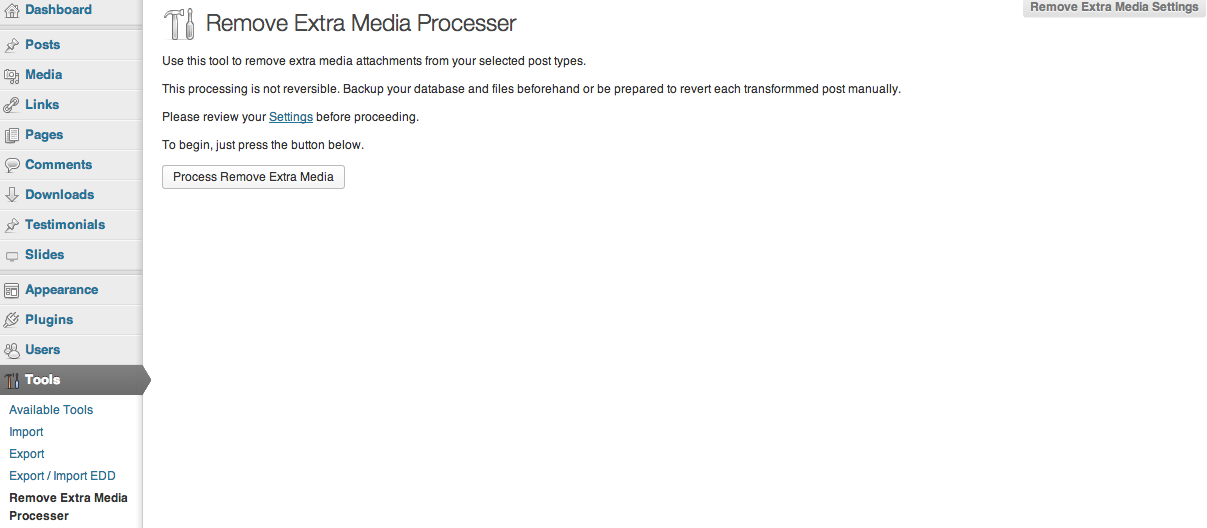 Dashboard
Posts
Media
Links
Pages
Comments
Downloads
Testimonials
Slides
Appearance
Plugins
Users
Tools
Available Tools
Import
Export
Export / Import EDD
Remove Extra Media
Processer
Remove Extra Media Settings
Remove Extra Media Processer
Use this tool to remove extra media attachments from your selected post types.
This processing is not reversible. Backup your database and files beforehand or be prepared to revert each transformmed post manually.
Please review your Settings before proceeding.
To begin, just press the button below.
Process Remove Extra Media